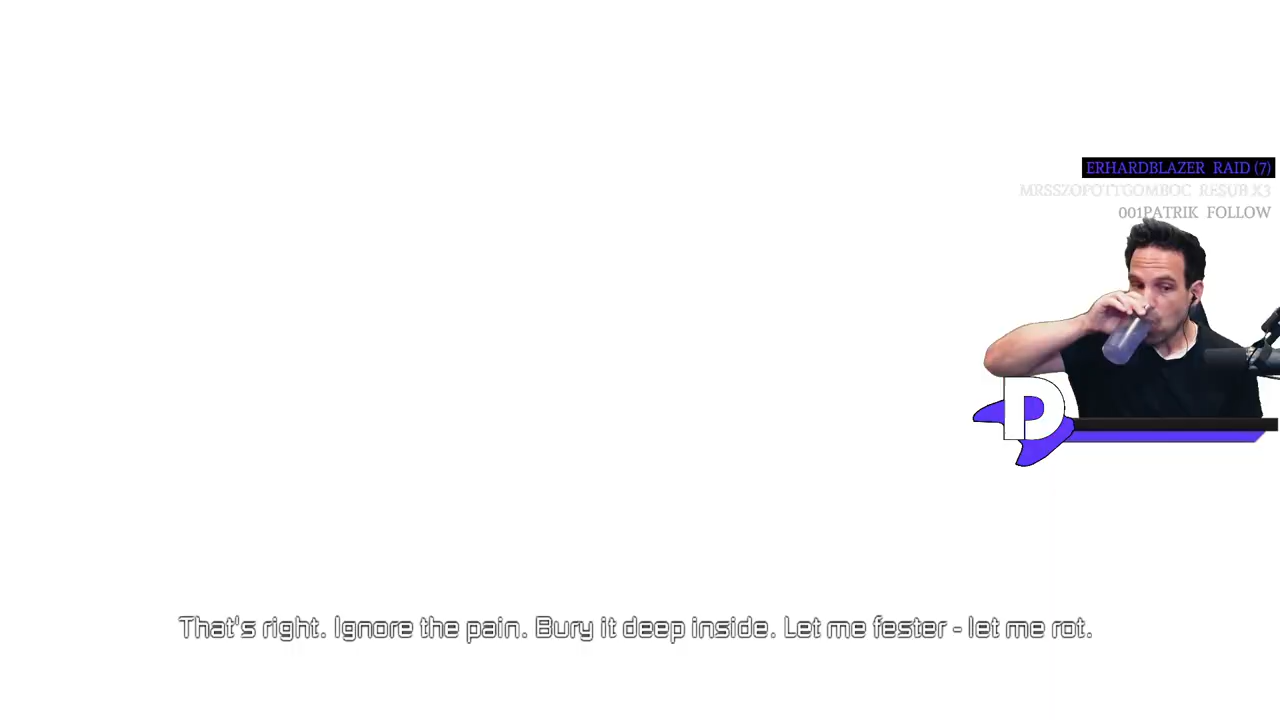 ERHARDBLAZER RAID (7)
MRSSZOPOTTGOMBOC RESUB X3
001PATRIK FOLLOW
D
That's right. Ignore the pain. Bury it deep inside. Let me fester - let me rot.